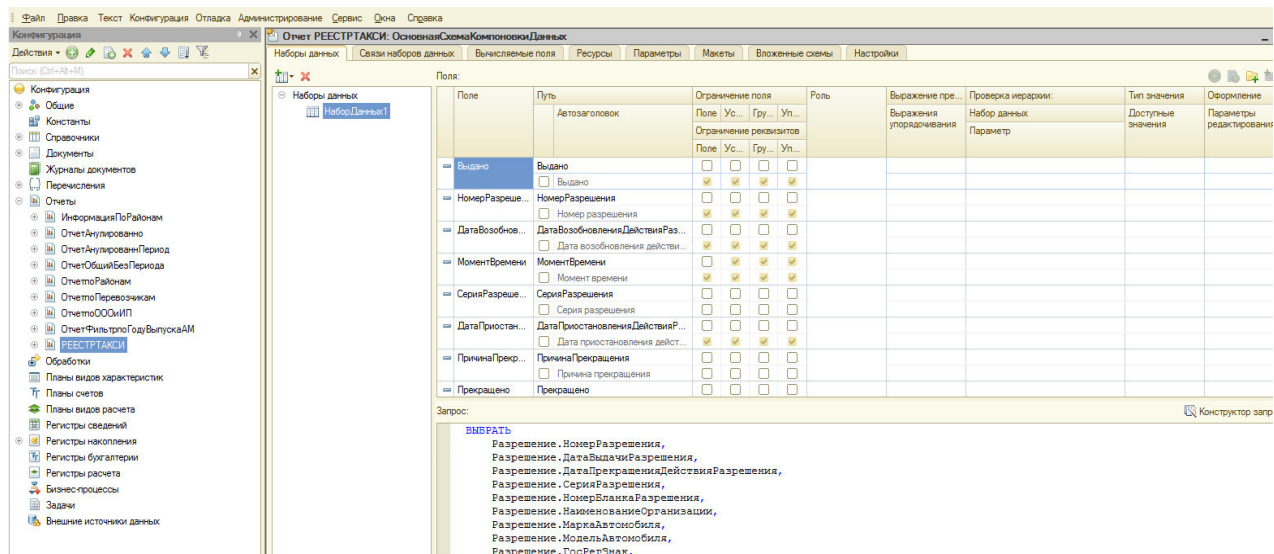 Файл Правка Текст Конфигурация Отладка Администрирование Сервис Окна Справка
Конфигурация
Действия
Поиск (Ctrl+Alt+M)
Конфигурация
Общие
Константы
Справочники
Документы
Журналы документов
Перечисления
Отчеты
ИнформацияПоРайонам
ОтчетАнулированно
ОтчетАнулированнПериод
ОтчетОбщийБезПериода
ОтчетпоРайонам
ОтчетпоПеревозчикам
ОтчетпоОООиИП
ОтчетФильтрпоГодуВыпускаАМ
РЕЕСТРТАКСИ
Обработки
Планы видов характеристик
Планы счетов
Планы видов расчета
Регистры сведений
Регистры накопления
Регистры бухгалтерии
Регистры расчета
Бизнес-процессы
Задачи
Внешние источники данных
Отчет РЕЕСТРТАКСИ: ОсновнаяСхемаКомпоновкиДанных
Наборы данных Связи наборов данных Вычисляемые поля Ресурсы Параметры Макеты Вложенные схемы Настройки
Наборы данных
НаборДанных1
Поля:
Поле Путь Ограничение поля Роль Выражение пре... Проверка иерархии: Тип значения Оформление
Автозаголовок Поле Ус... Гру... Уп... Выражения упорядочивания Набор данных Доступные значения Параметры редактирования
Ограничение реквизитов Параметр
Поле Ус... Гру... Уп...
Выдано Выдано
Выдано
НомерРазреше... НомерРазрешения
Номер разрешения
ДатаВозобнов... ДатаВозобновленияДействияРаз...
Дата возобновления действи...
МоментВремени МоментВремени
Момент времени
СерияРазреше... СерияРазрешения
Серия разрешения
ДатаПриостан... ДатаПриостановленияДействияР...
Дата приостановления дейст...
ПричинаПрекр... ПричинаПрекращения
Причина прекращения
Прекращено Прекращено
Запрос:
Конструктор запр
ВЫБРАТЬ
Разрешение.НомерРазрешения,
Разрешение.ДатаВыдачиРазрешения,
Разрешение.ДатаПрекращенияДействияРазрешения,
Разрешение.СерияРазрешения,
Разрешение.НомерБланкаРазрешения,
Разрешение.НаименованиеОрганизации,
Разрешение.МаркаАвтомобиля,
Разрешение.МодельАвтомобиля,
Разрешение.ГосРегЗнак,